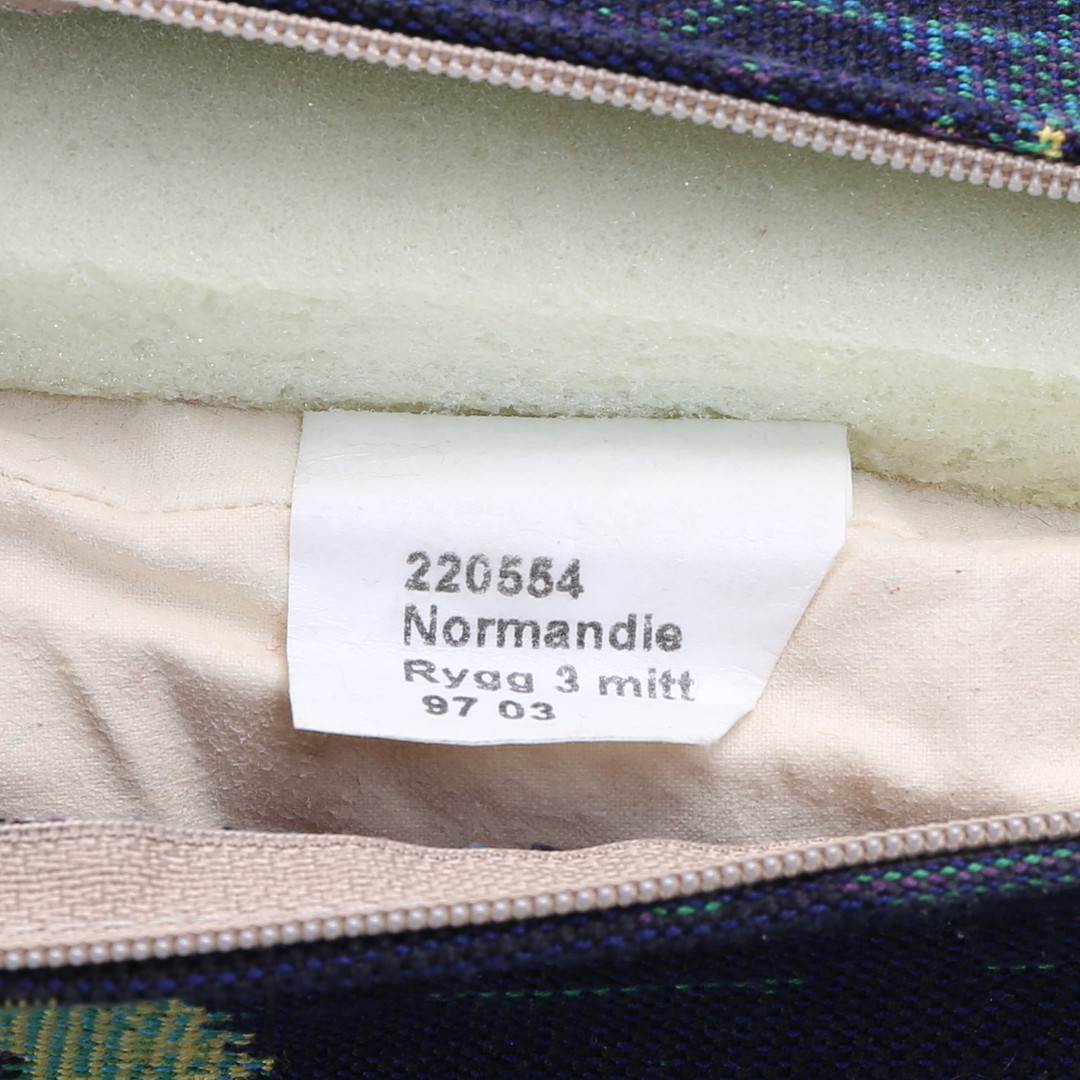 220554
Normandie
Rygg 3 mitt
97 03